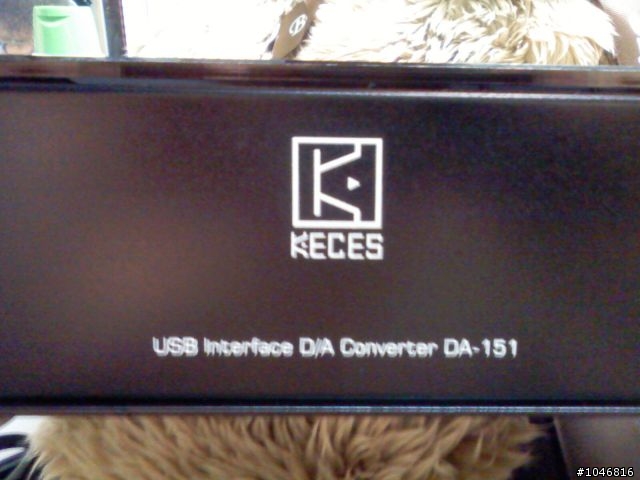 KECES
USB Interface D/A Converter DA-151
#1046816